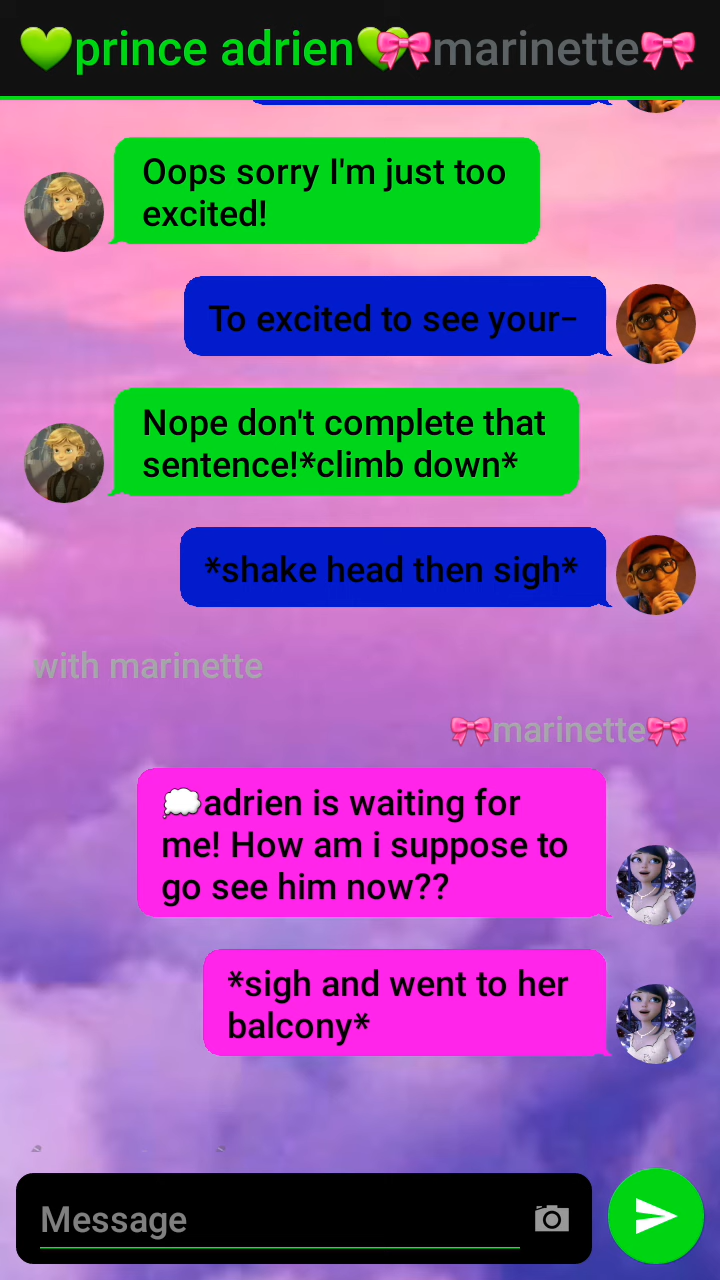 💚prince adrien💚🎀marinette🎀
Oops sorry I'm just too
excited!
To excited to see your-
Nope don't complete that
sentence!*climb down*
*shake head then sigh*
with marinette
🎀marinette🎀
💭adrien is waiting for
me! How am i suppose to
go see him now??
*sigh and went to her
balcony*
Message